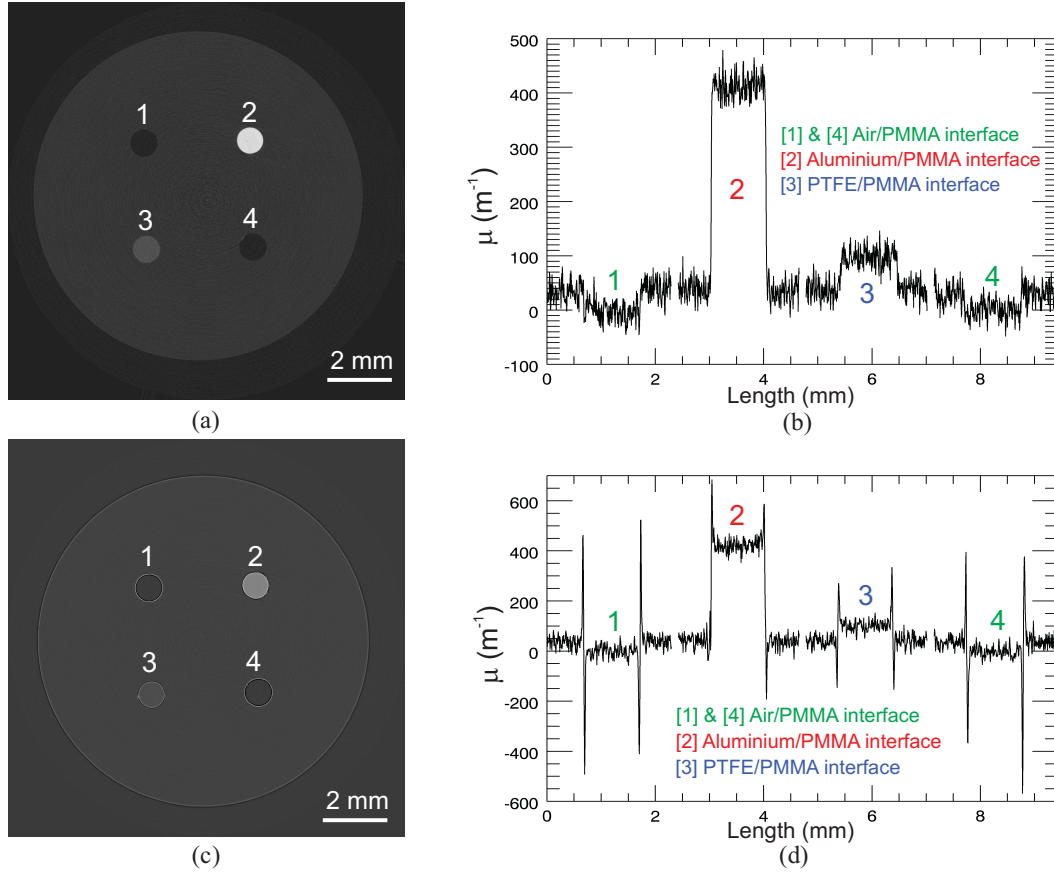 1
2
3
4
2 mm
(a)
500
400
300
200
100
0
-100
μ (m⁻¹)
[1] & [4] Air/PMMA interface
[2] Aluminium/PMMA interface
[3] PTFE/PMMA interface
1
2
3
4
0
2
4
6
8
Length (mm)
(b)
1
2
3
4
2 mm
(c)
600
400
200
0
-200
-400
-600
μ (m⁻¹)
1
2
3
4
[1] & [4] Air/PMMA interface
[2] Aluminium/PMMA interface
[3] PTFE/PMMA interface
0
2
4
6
8
Length (mm)
(d)